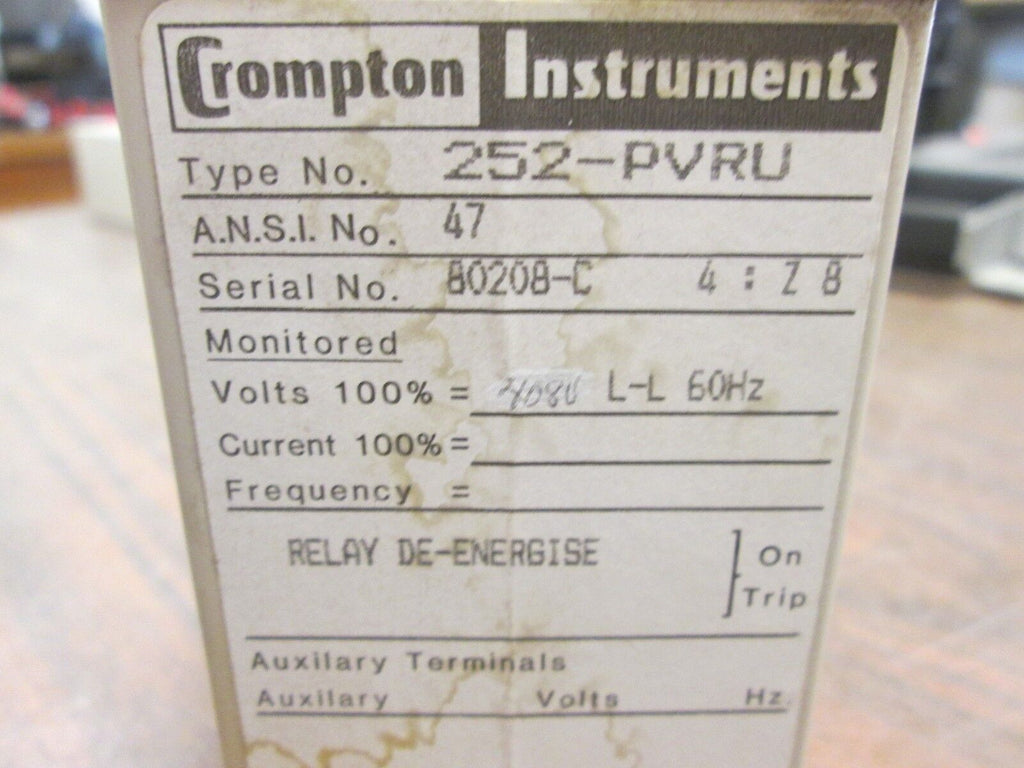 Crompton Instruments
Type No. 252-PVRU
A.N.S.I. No. 47
Serial No. 80208-C 4 : Z 8
Monitored
Volts 100% = L-L 60Hz
Current 100% =
Frequency =
RELAY DE-ENERGISE On
Trip
Auxilary Terminals
Auxilary Volts Hz.